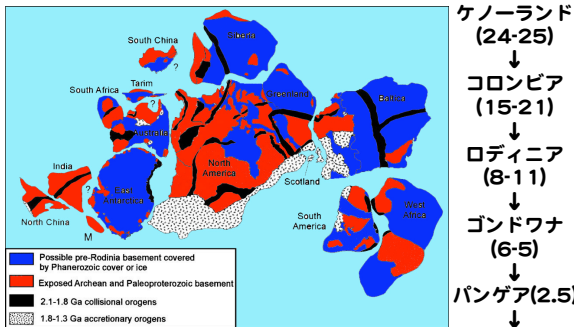 Siberia
South China
?
Tarim
South Africa
?
Greenland
Baltica
Australia
India
North America
?
East Antarctica
Scotland
North China
M
South America
West Africa
Possible pre-Rodinia basement covered
by Phanerozoic cover or ice
Exposed Archean and Paleoproterozoic basement
2.1-1.8 Ga collisional orogens
1.8-1.3 Ga accretionary orogens
ケノーランド
(24-25)
↓
コロンビア
(15-21)
↓
ロディニア
(8-11)
↓
ゴンドワナ
(6-5)
↓
パンゲア(2.5)
↓